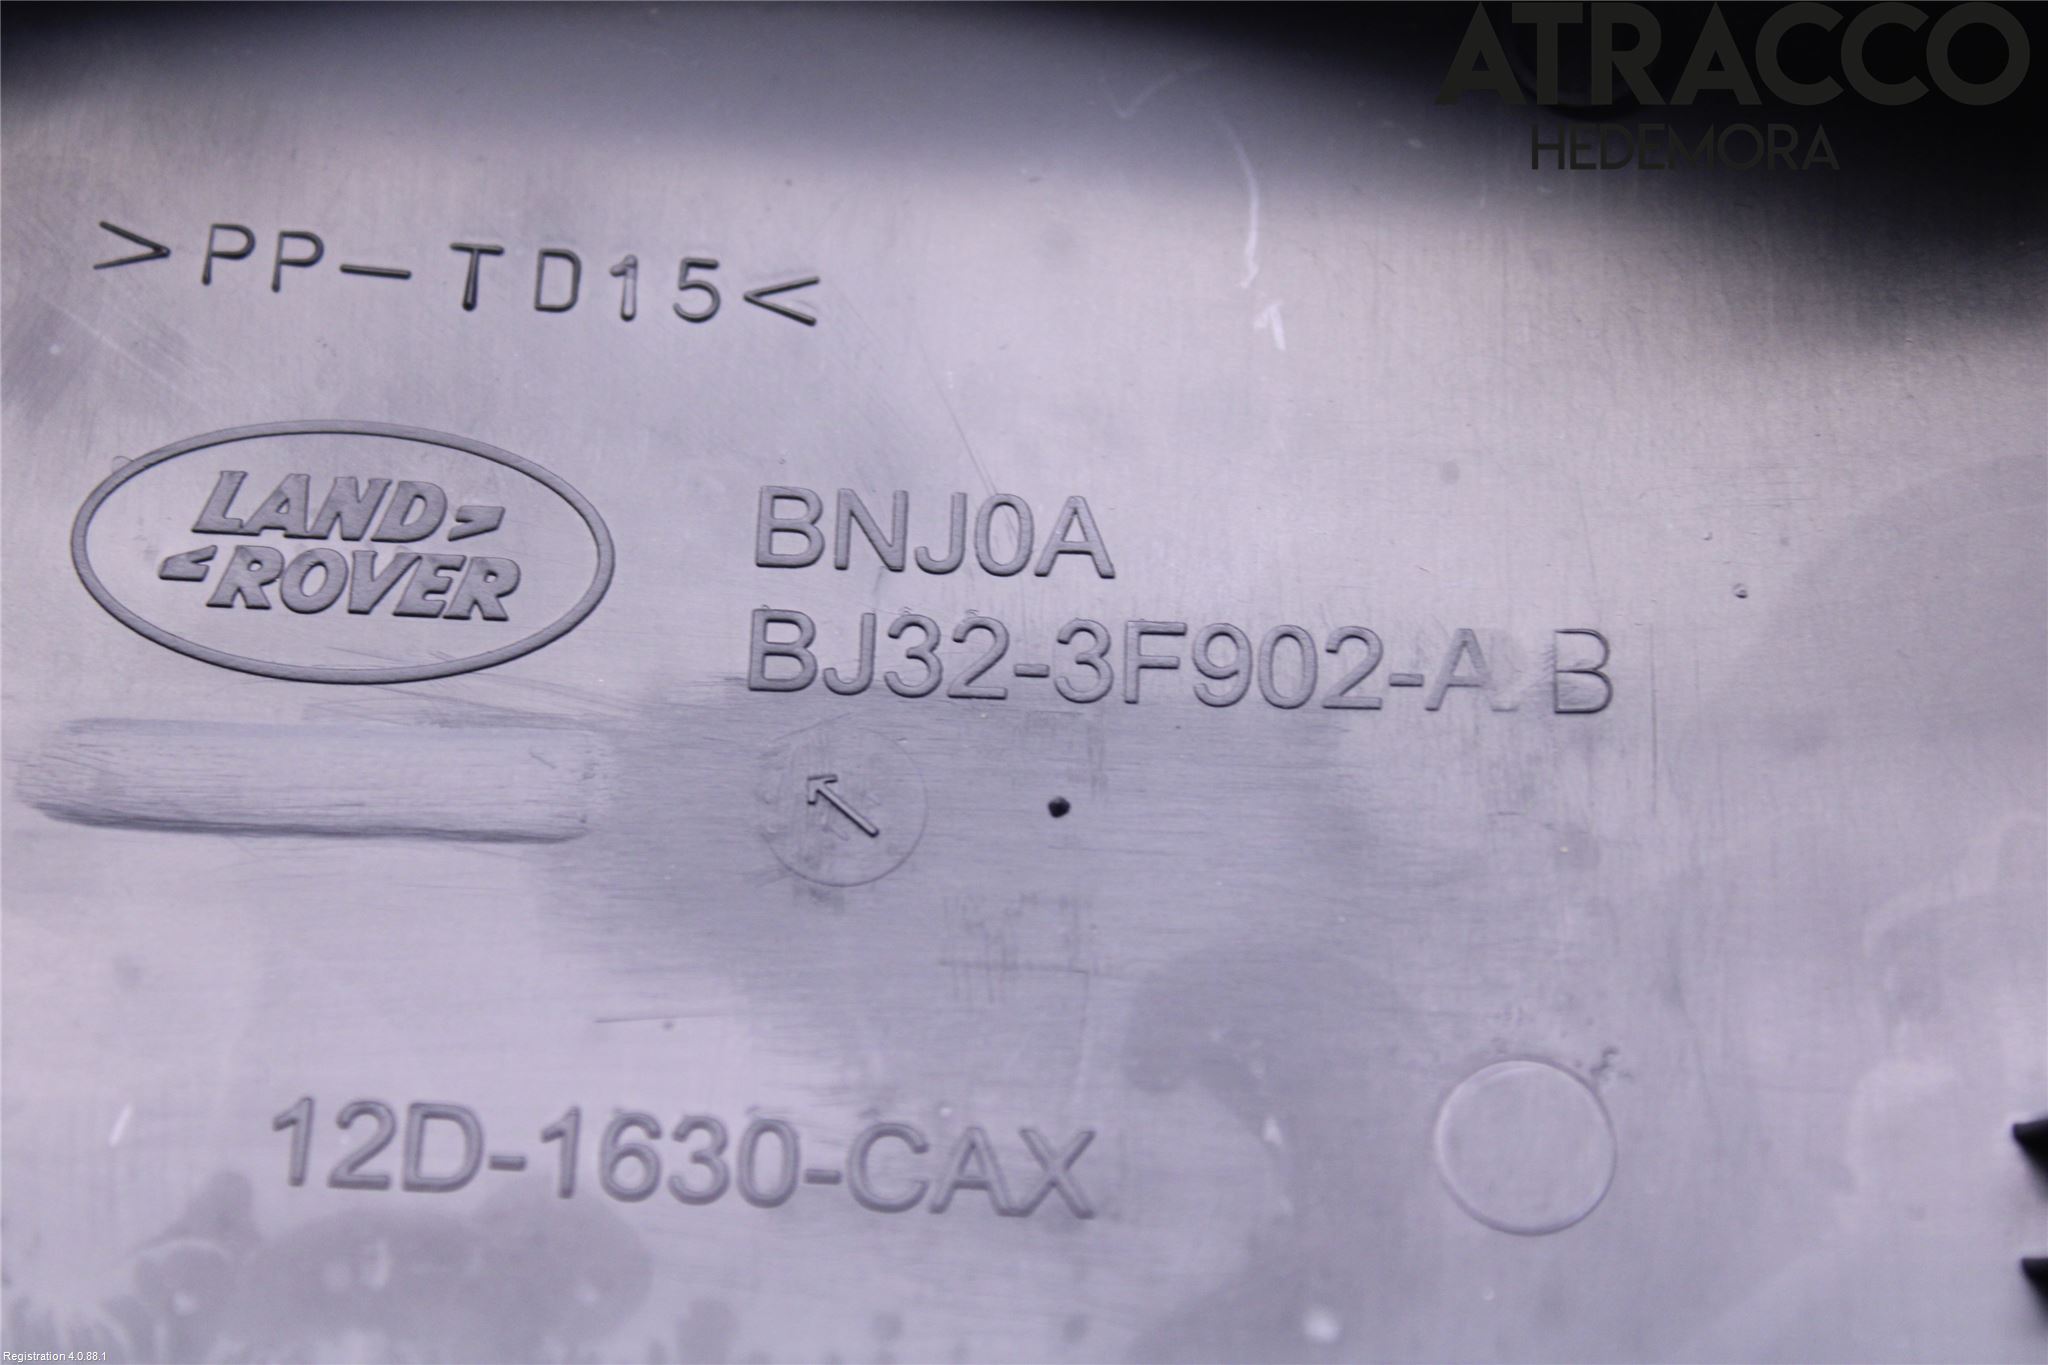 ATRACCO
HEDEMORA
>PP-TD15<
LAND
ROVER
BNJ0A
BJ32-3F902-A B
12D-1630-CAX
Registration 4.0.88.1